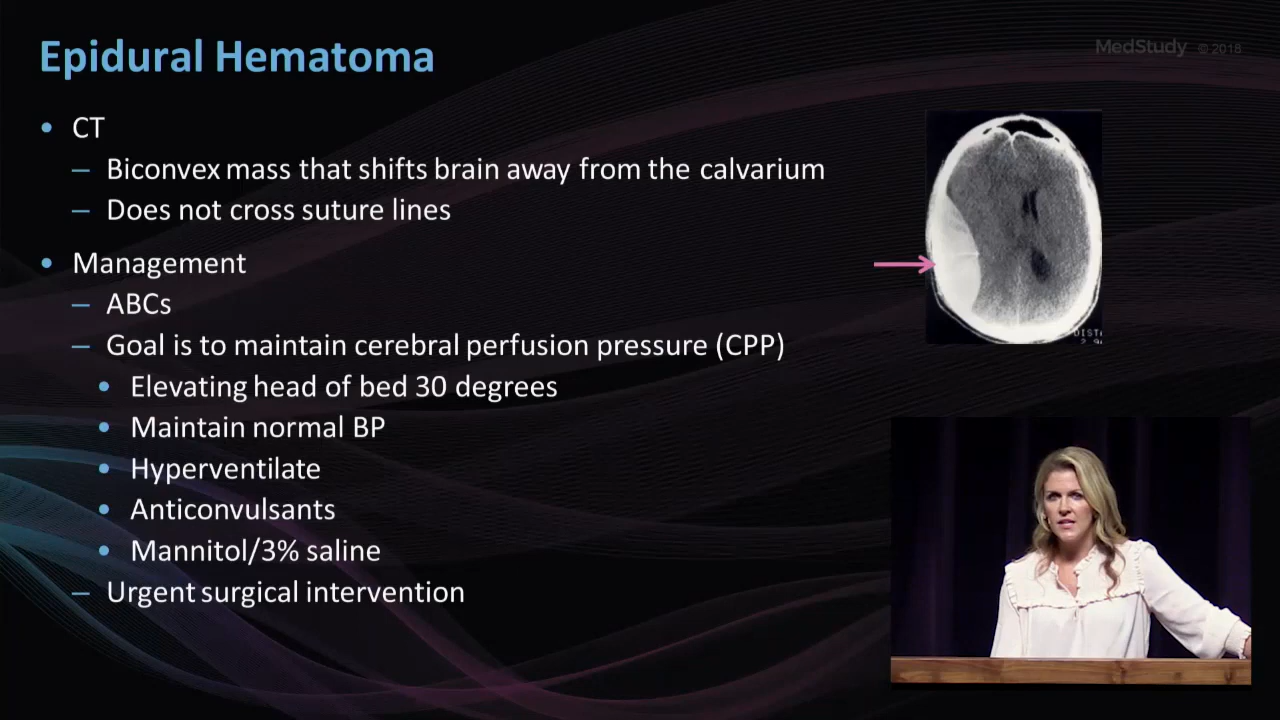 Epidural Hematoma
MedStudy © 2018
• CT
– Biconvex mass that shifts brain away from the calvarium
– Does not cross suture lines
• Management
– ABCs
– Goal is to maintain cerebral perfusion pressure (CPP)
• Elevating head of bed 30 degrees
• Maintain normal BP
• Hyperventilate
• Anticonvulsants
• Mannitol/3% saline
– Urgent surgical intervention